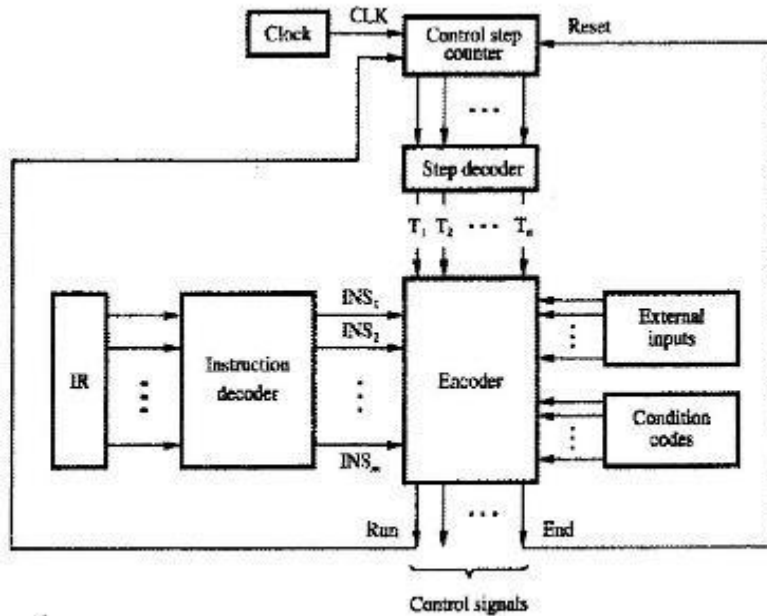 CLK
Clock
Control step
counter
Reset
Step decoder
T1 T2 Tn
INS1
INS2
INSm
IR
Instruction
decoder
Encoder
External
inputs
Condition
codes
Run
End
Control signals